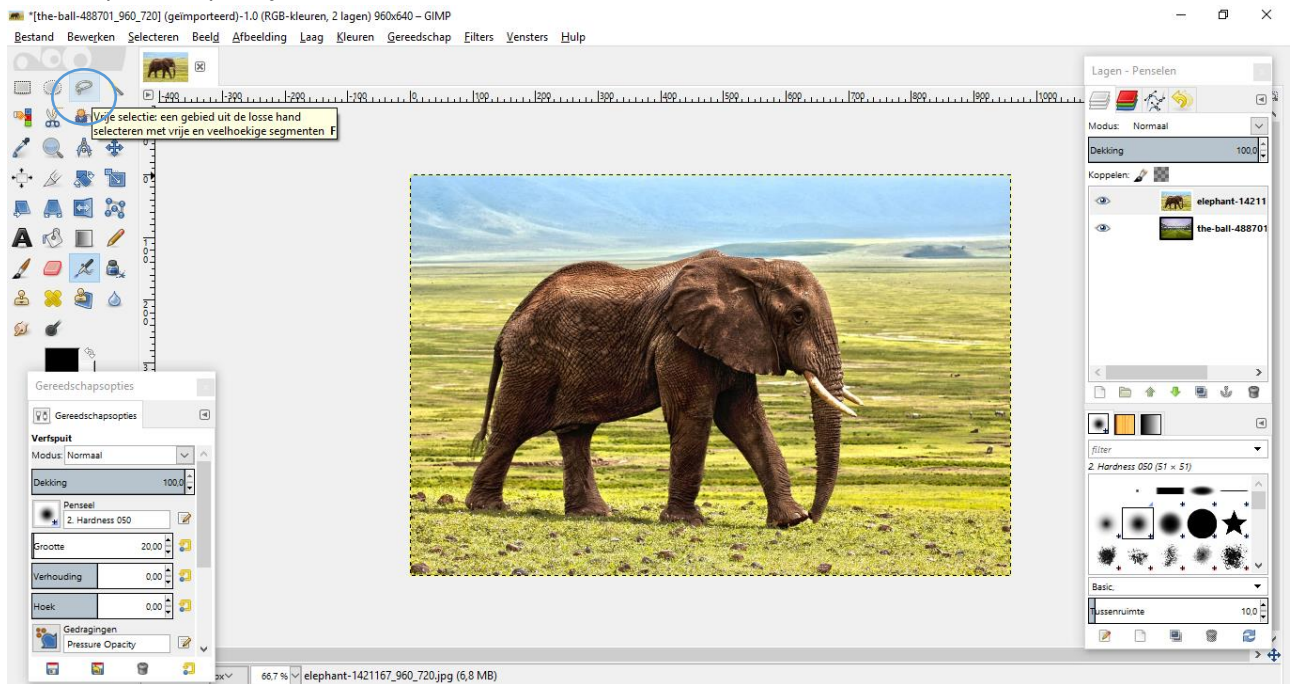 *[the-ball-488701_960_720] (geïmporteerd)-1.0 (RGB-kleuren, 2 lagen) 960x640 – GIMP
Bestand Bewerken Selecteren Beeld Afbeelding Laag Kleuren Gereedschap Filters Vensters Hulp
Vrije selectie: een gebied uit de losse hand
selecteren met vrije en veelhoekige segmenten F
Gereedschapsopties
Gereedschapsopties
Verfspuit
Modus: Normaal
Dekking 100,0
Penseel
2. Hardness 050
Grootte 20,00
Verhouding 0,00
Hoek 0,00
Gedragingen
Pressure Opacity
66,7 % elephant-1421167_960_720.jpg (6,8 MB)
Lagen - Penselen
Modus: Normaal
Dekking 100,0
Koppelen:
elephant-14211
the-ball-488701
filter
2. Hardness 050 (51 × 51)
Basic,
Tussenruimte 10,0